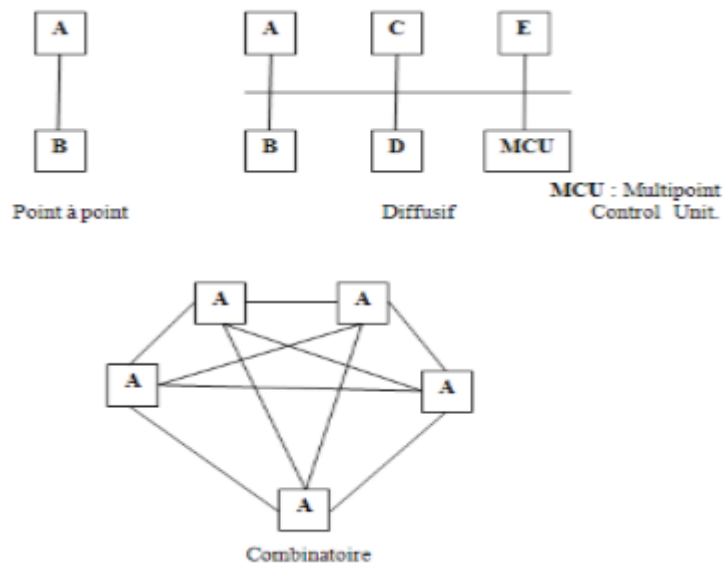 A
A
C
E
B
B
D
MCU
MCU : Multipoint
Control Unit.
Point à point
Diffusif
A
A
A
A
A
Combinatoire